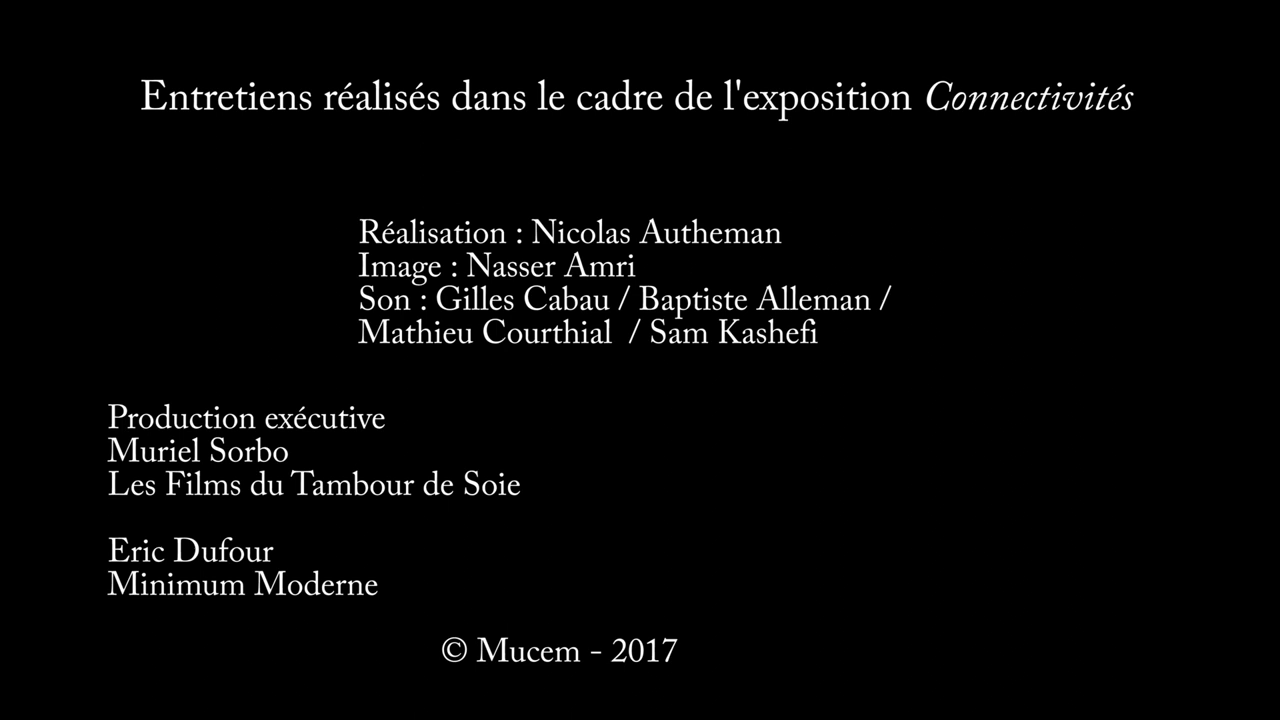 Entretiens réalisés dans le cadre de l'exposition Connectivités
Réalisation : Nicolas Autheman
Image : Nasser Amri
Son : Gilles Cabau / Baptiste Alleman /
Mathieu Courthial / Sam Kashefi
Production exécutive
Muriel Sorbo
Les Films du Tambour de Soie
Eric Dufour
Minimum Moderne
© Mucem - 2017